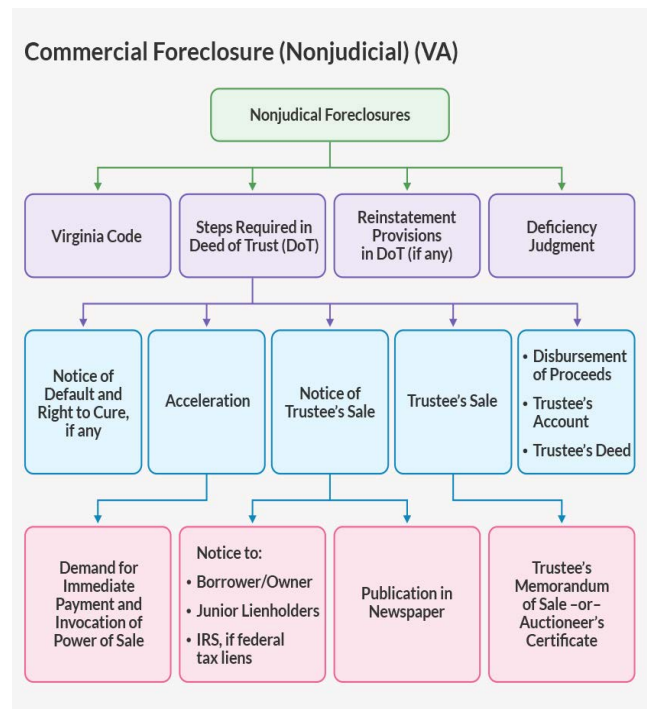 Commercial Foreclosure (Nonjudicial) (VA)
Nonjudical Foreclosures
Virginia Code
Steps Required in
Deed of Trust (DoT)
Reinstatement
Provisions
in DoT (if any)
Deficiency
Judgment
Notice of
Default and
Right to Cure,
if any
Acceleration
Notice of
Trustee's Sale
Trustee's Sale
• Disbursement
of Proceeds
• Trustee's
Account
• Trustee's Deed
Demand for
Immediate
Payment and
Invocation of
Power of Sale
Notice to:
• Borrower/Owner
• Junior Lienholders
• IRS, if federal
tax liens
Publication in
Newspaper
Trustee's
Memorandum
of Sale –or–
Auctioneer's
Certificate